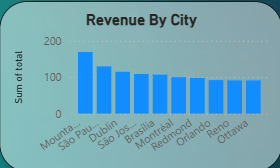 Revenue By City
Sum of total
200
100
0
Mounta...
São Pau...
Dublin
São Jos...
Brasília
Montréal
Redmond
Orlando
Reno
Ottawa